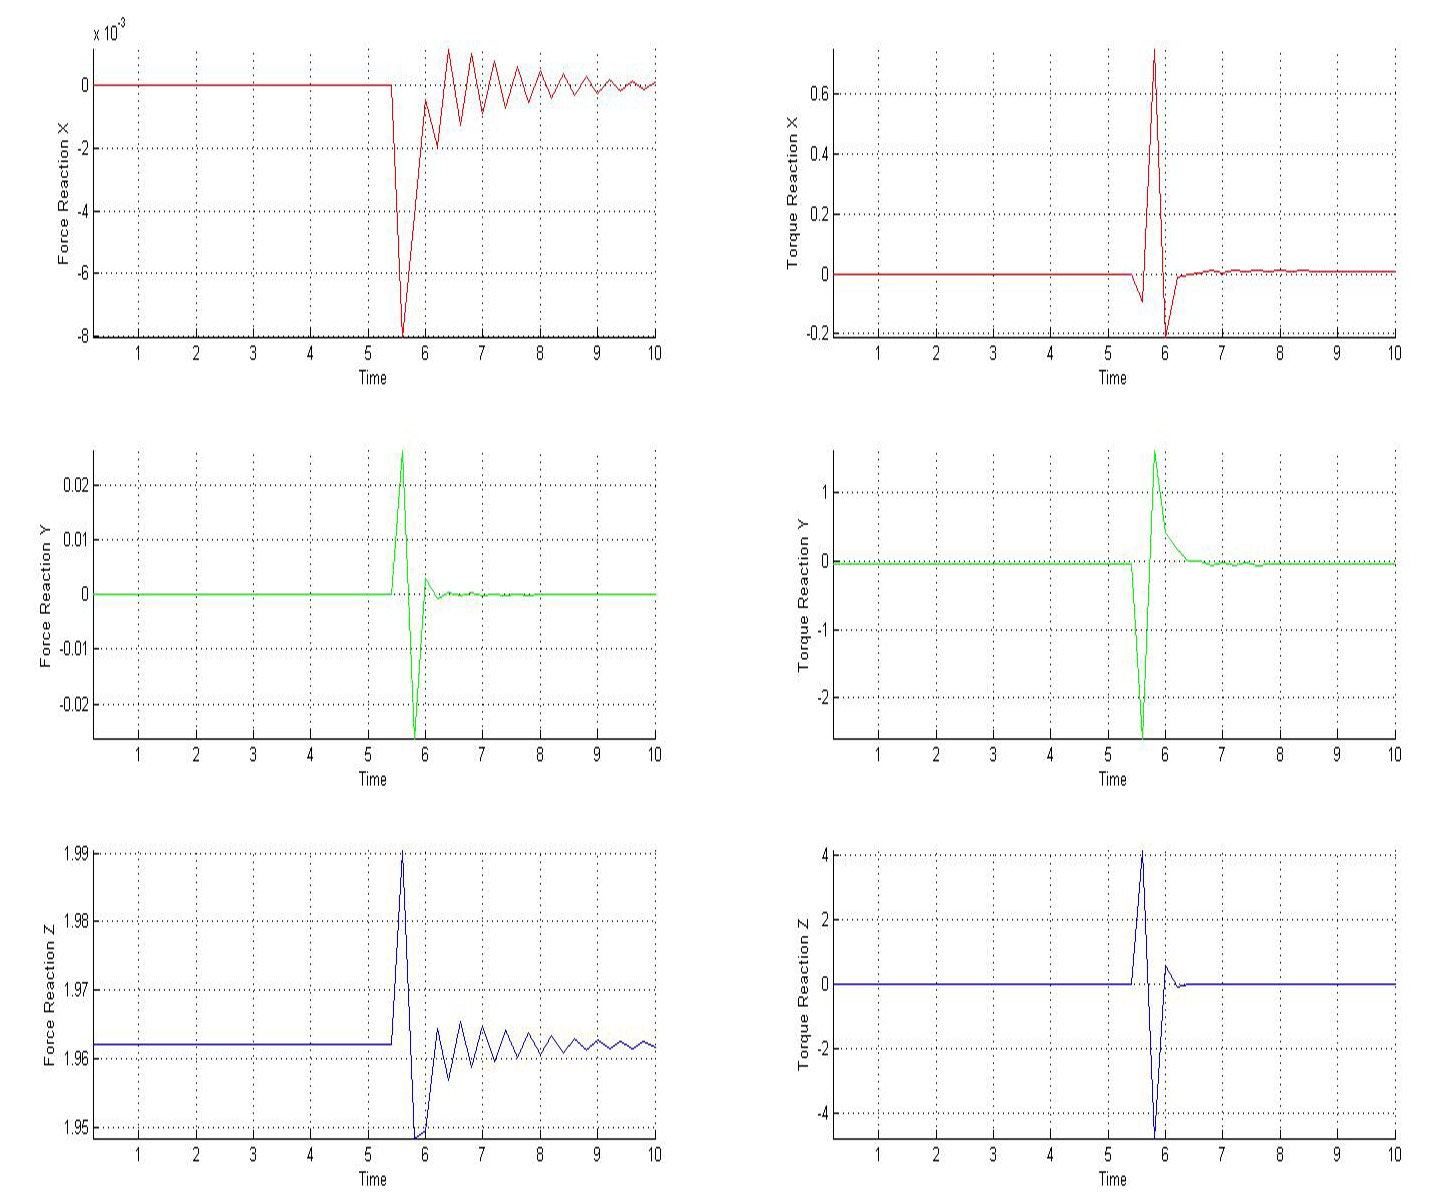 x 10-3
0
-2
-4
-6
-8
Force Reaction X
1 2 3 4 5 6 7 8 9 10
Time
0.6
0.4
0.2
0
-0.2
Torque Reaction X
1 2 3 4 5 6 7 8 9 10
Time
0.02
0.01
0
-0.01
-0.02
Force Reaction Y
1 2 3 4 5 6 7 8 9 10
Time
1
0
-1
-2
Torque Reaction Y
1 2 3 4 5 6 7 8 9 10
Time
1.99
1.98
1.97
1.96
1.95
Force Reaction Z
1 2 3 4 5 6 7 8 9 10
Time
4
2
0
-2
-4
Torque Reaction Z
1 2 3 4 5 6 7 8 9 10
Time